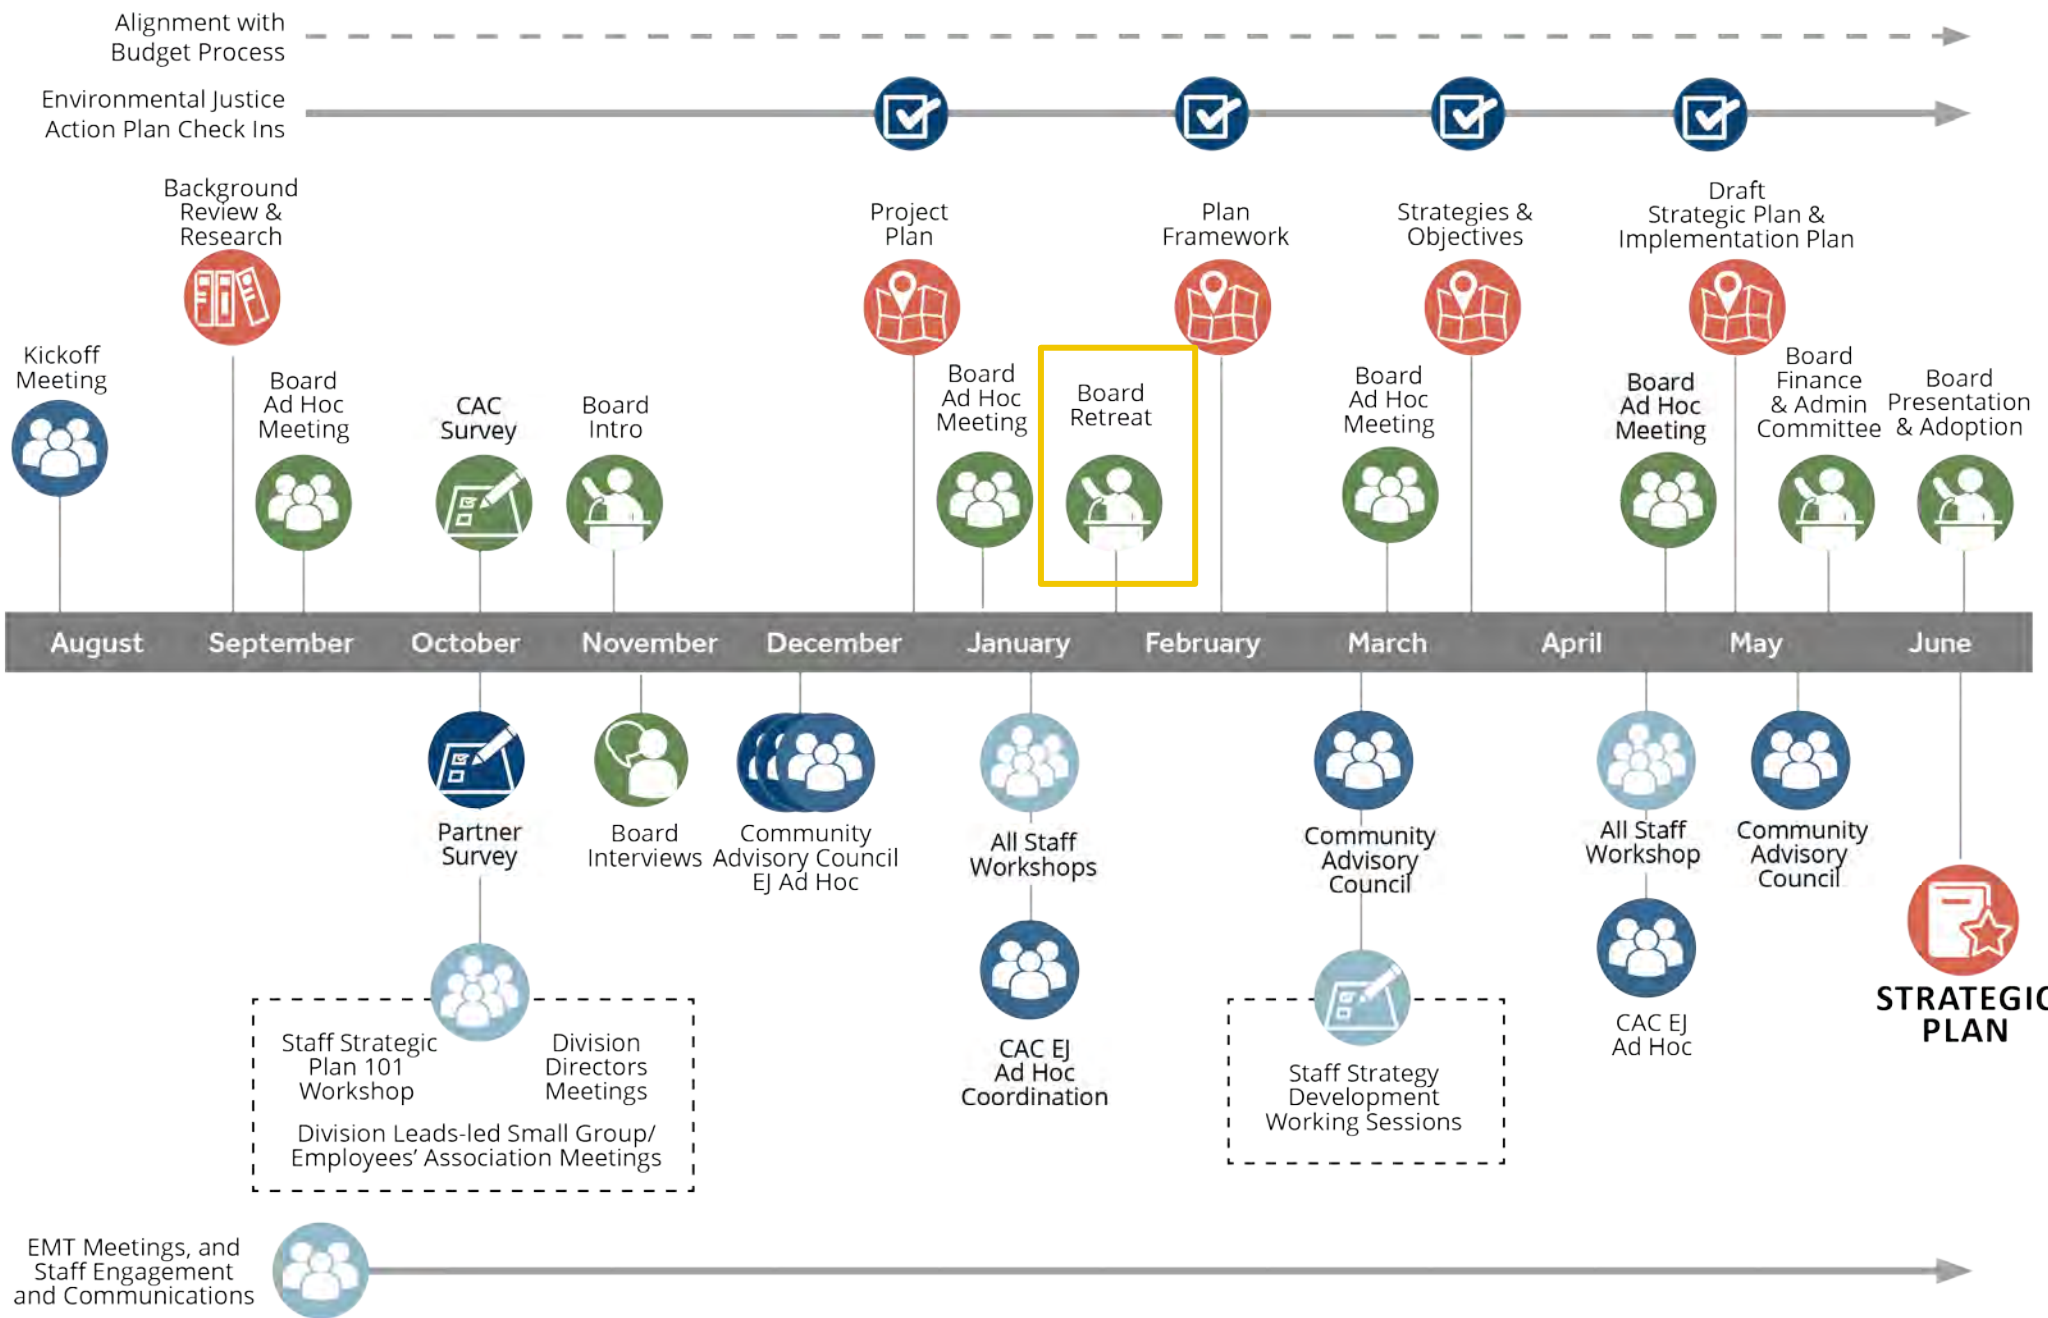 Alignment with
Budget Process
Environmental Justice
Action Plan Check Ins
Background
Review &
Research
Project
Plan
Plan
Framework
Strategies &
Objectives
Draft
Strategic Plan &
Implementation Plan
Kickoff
Meeting
Board
Ad Hoc
Meeting
CAC
Survey
Board
Intro
Board
Ad Hoc
Meeting
Board
Retreat
Board
Ad Hoc
Meeting
Board
Ad Hoc
Meeting
Board
Finance
& Admin
Committee
Board
Presentation
& Adoption
August
September
October
November
December
January
February
March
April
May
June
Partner
Survey
Board
Interviews
Community
Advisory Council
EJ Ad Hoc
All Staff
Workshops
Community
Advisory
Council
All Staff
Workshop
Community
Advisory
Council
Staff Strategic
Plan 101
Workshop
Division
Directors
Meetings
Division Leads-led Small Group/
Employees' Association Meetings
CAC EJ
Ad Hoc
Coordination
Staff Strategy
Development
Working Sessions
CAC EJ
Ad Hoc
STRATEGIC
PLAN
EMT Meetings, and
Staff Engagement
and Communications